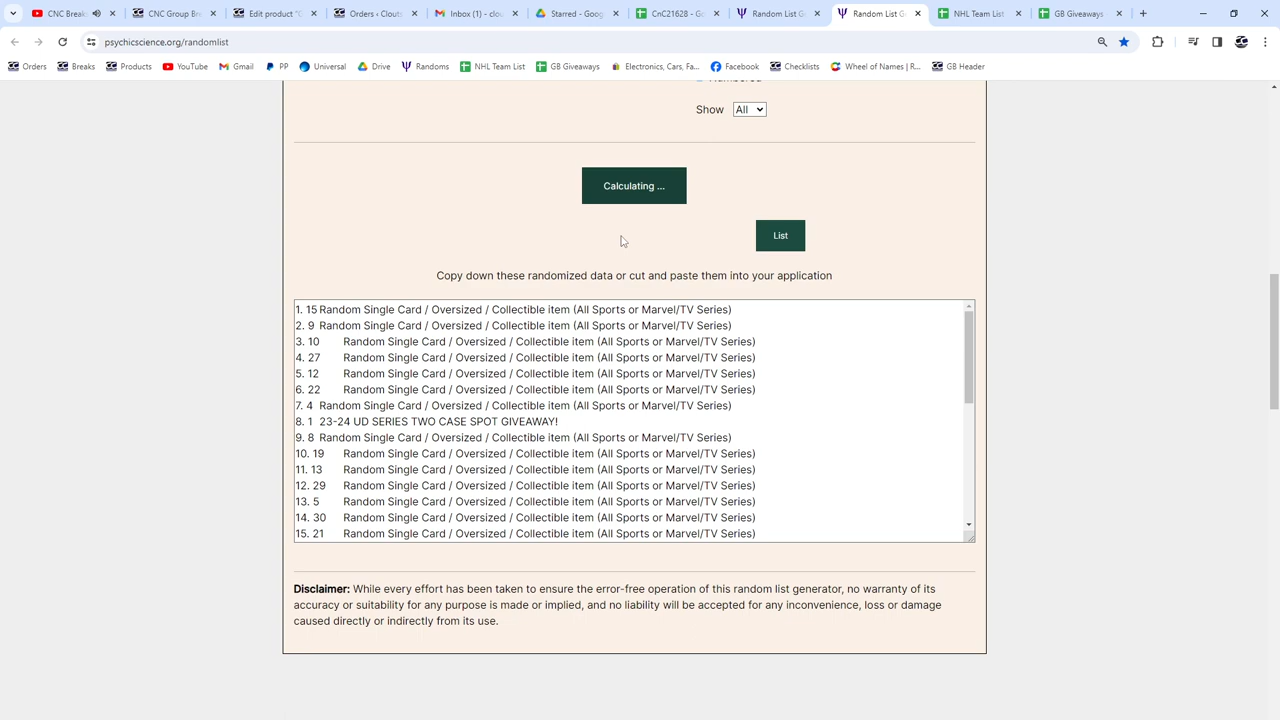 CNC Breaks
CNC Group Bre
Edit product "G
Orders < Clouts
Inbox (1) - clou
Starred - Goog
CnC21628 - Go
Random List Ge
Random List Ge
NHL Team List
GB Giveaways
psychicscience.org/randomlist
Orders
Breaks
Products
YouTube
Gmail
PP
Universal
Drive
Randoms
NHL Team List
GB Giveaways
Electronics, Cars, Fa...
Facebook
Checklists
Wheel of Names | R...
GB Header
Numbered
Show All
Calculating ...
List
Copy down these randomized data or cut and paste them into your application
1. 15 Random Single Card / Oversized / Collectible item (All Sports or Marvel/TV Series)
2. 9 Random Single Card / Oversized / Collectible item (All Sports or Marvel/TV Series)
3. 10 Random Single Card / Oversized / Collectible item (All Sports or Marvel/TV Series)
4. 27 Random Single Card / Oversized / Collectible item (All Sports or Marvel/TV Series)
5. 12 Random Single Card / Oversized / Collectible item (All Sports or Marvel/TV Series)
6. 22 Random Single Card / Oversized / Collectible item (All Sports or Marvel/TV Series)
7. 4 Random Single Card / Oversized / Collectible item (All Sports or Marvel/TV Series)
8. 1 23-24 UD SERIES TWO CASE SPOT GIVEAWAY!
9. 8 Random Single Card / Oversized / Collectible item (All Sports or Marvel/TV Series)
10. 19 Random Single Card / Oversized / Collectible item (All Sports or Marvel/TV Series)
11. 13 Random Single Card / Oversized / Collectible item (All Sports or Marvel/TV Series)
12. 29 Random Single Card / Oversized / Collectible item (All Sports or Marvel/TV Series)
13. 5 Random Single Card / Oversized / Collectible item (All Sports or Marvel/TV Series)
14. 30 Random Single Card / Oversized / Collectible item (All Sports or Marvel/TV Series)
15. 21 Random Single Card / Oversized / Collectible item (All Sports or Marvel/TV Series)
Disclaimer: While every effort has been taken to ensure the error-free operation of this random list generator, no warranty of its
accuracy or suitability for any purpose is made or implied, and no liability will be accepted for any inconvenience, loss or damage
caused directly or indirectly from its use.